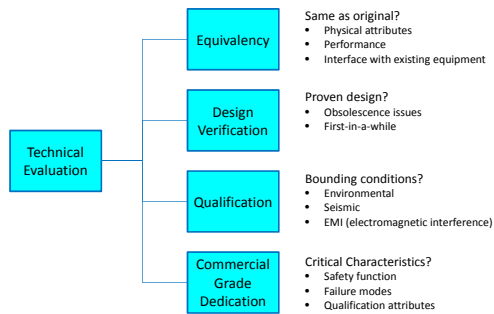 Technical
Evaluation
Equivalency
Same as original?
• Physical attributes
• Performance
• Interface with existing equipment
Design
Verification
Proven design?
• Obsolescence issues
• First-in-a-while
Qualification
Bounding conditions?
• Environmental
• Seismic
• EMI (electromagnetic interference)
Commercial
Grade
Dedication
Critical Characteristics?
• Safety function
• Failure modes
• Qualification attributes